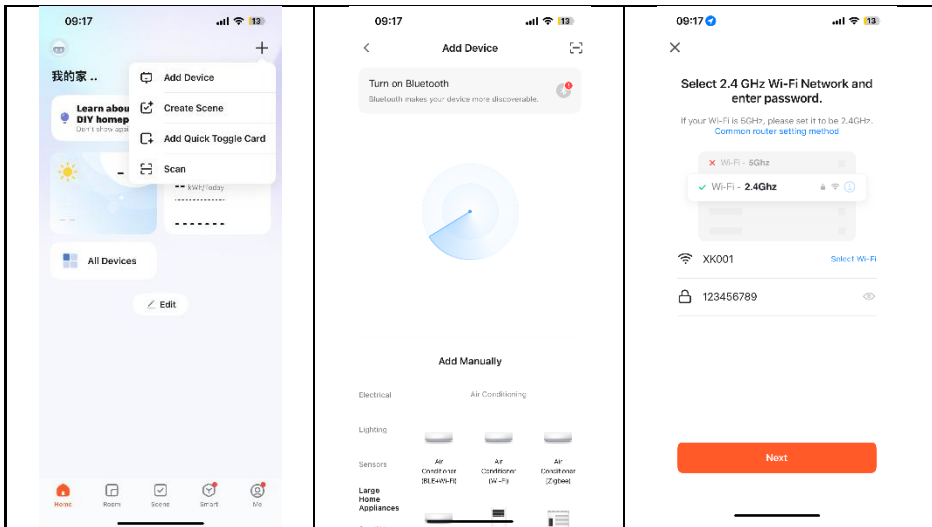 09:17
13
我的家 ..
Add Device
Create Scene
Add Quick Toggle Card
Scan
Learn abou
DIY homep
Don't show agai
--
-- kWh/Today
-------
All Devices
Edit
Home
Room
Scene
Smart
Me
09:17
13
Add Device
Turn on Bluetooth
Bluetooth makes your device more discoverable.
Add Manually
Electrical
Air Conditioning
Lighting
Sensors
Air Conditioner (BLE+Wi-Fi)
Air Conditioner (Wi-Fi)
Air Conditioner (Zigbee)
Large
Home
Appliances
09:17
13
Select 2.4 GHz Wi-Fi Network and
enter password.
If your Wi-Fi is 5GHz, please set it to be 2.4GHz.
Common router setting method
Wi-Fi - 5Ghz
Wi-Fi - 2.4Ghz
XK001
Select Wi-Fi
123456789
Next